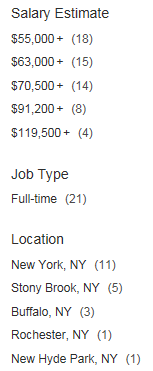 Salary Estimate
$55,000+ (18)
$63,000+ (15)
$70,500+ (14)
$91,200+ (8)
$119,500+ (4)
Job Type
Full-time (21)
Location
New York, NY (11)
Stony Brook, NY (5)
Buffalo, NY (3)
Rochester, NY (1)
New Hyde Park, NY (1)